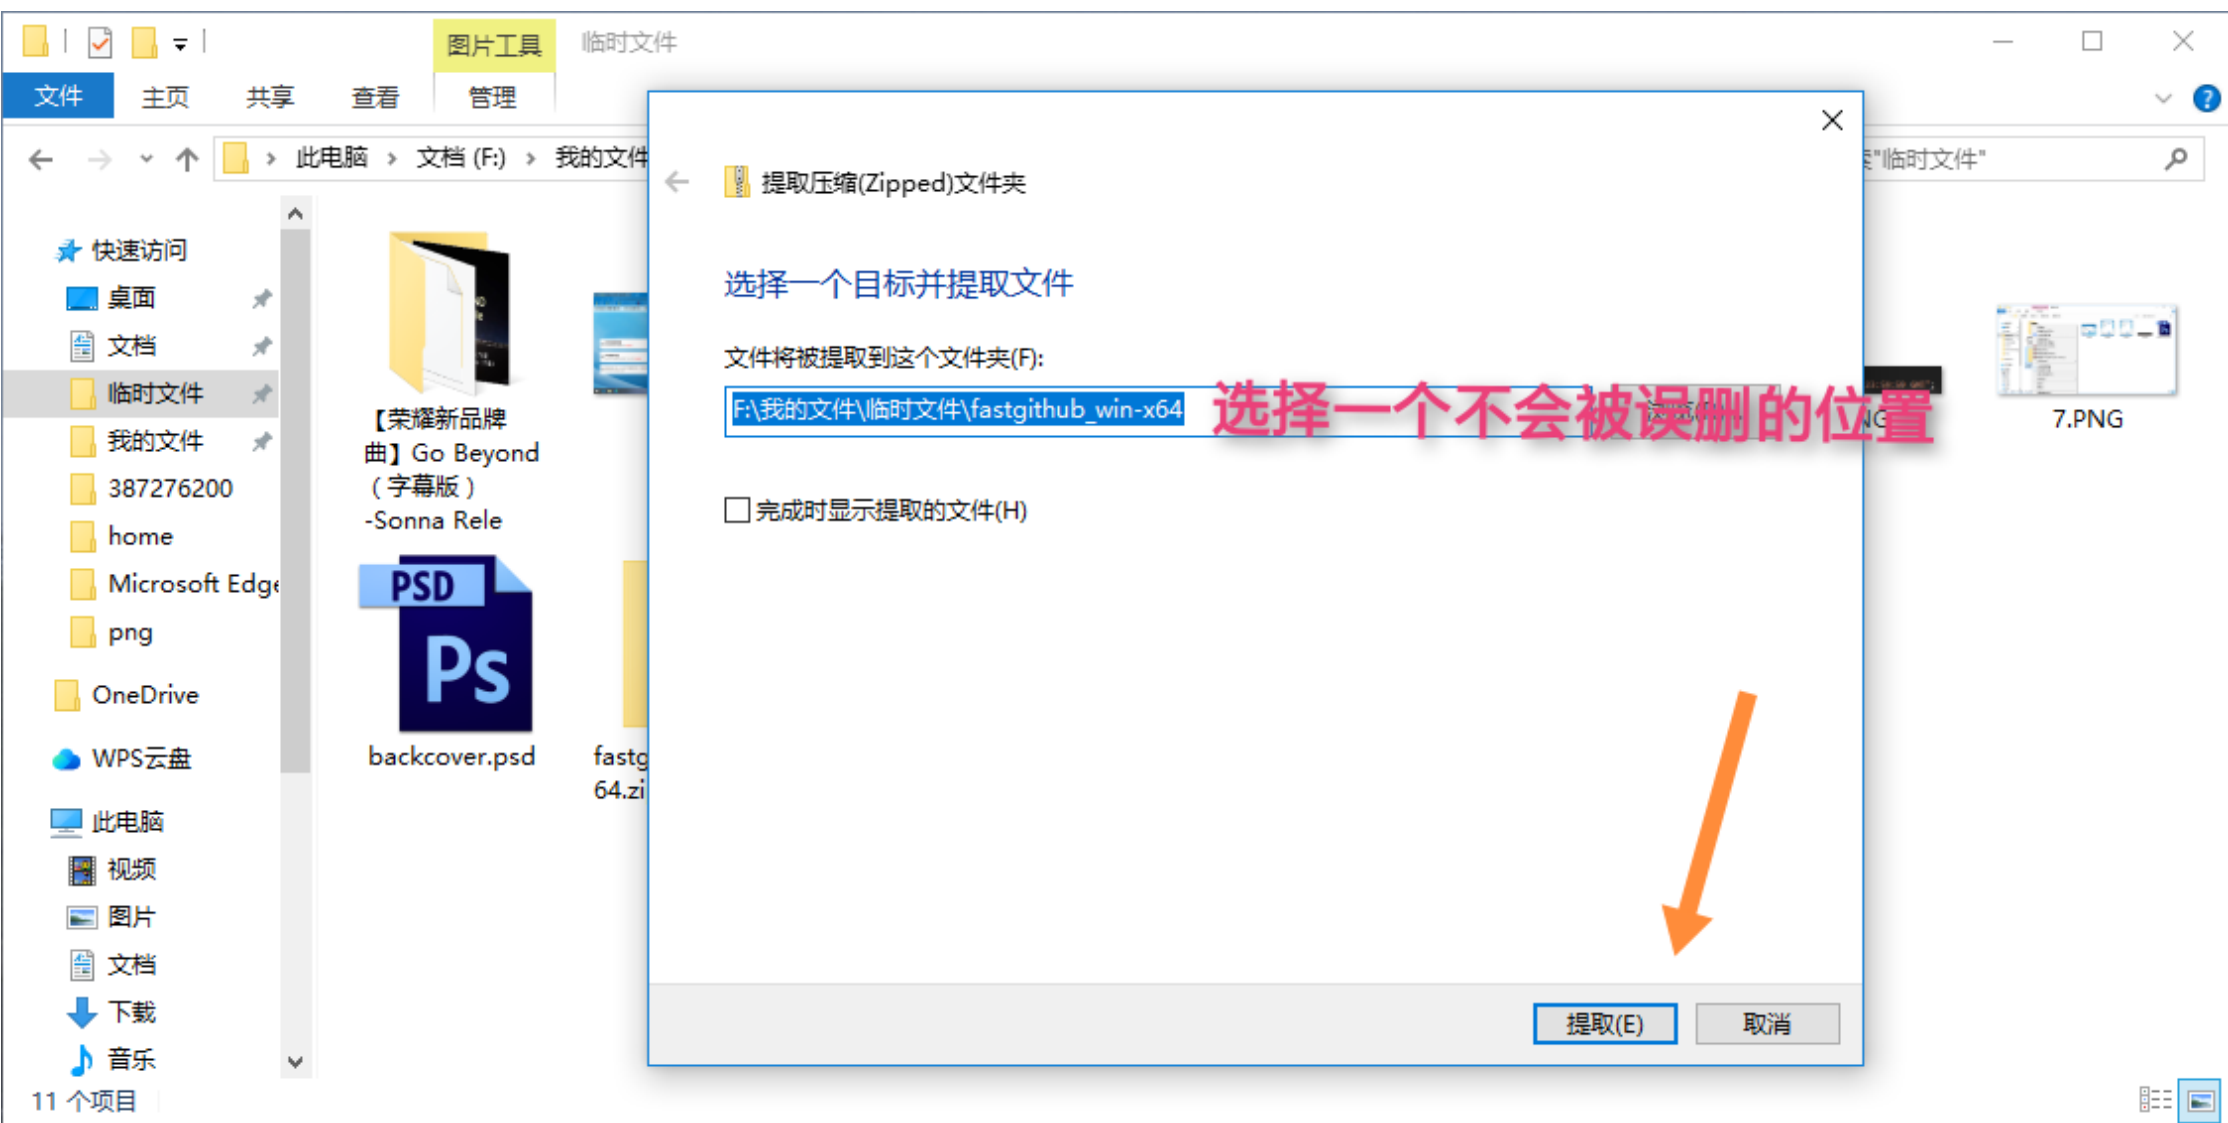 图片工具
临时文件
文件
主页
共享
查看
管理
此电脑 › 文档 (F:) › 我的文件
"临时文件"
快速访问
桌面
文档
临时文件
我的文件
387276200
home
Microsoft Edge
png
OneDrive
WPS云盘
此电脑
视频
图片
文档
下载
音乐
11 个项目
【荣耀新品牌
曲】Go Beyond
（字幕版）
-Sonna Rele
PSD
Ps
backcover.psd
fastg
64.zi
7.PNG
提取压缩(Zipped)文件夹
选择一个目标并提取文件
文件将被提取到这个文件夹(F):
F:\我的文件\临时文件\fastgithub_win-x64
选择一个不会被误删的位置
完成时显示提取的文件(H)
提取(E)
取消